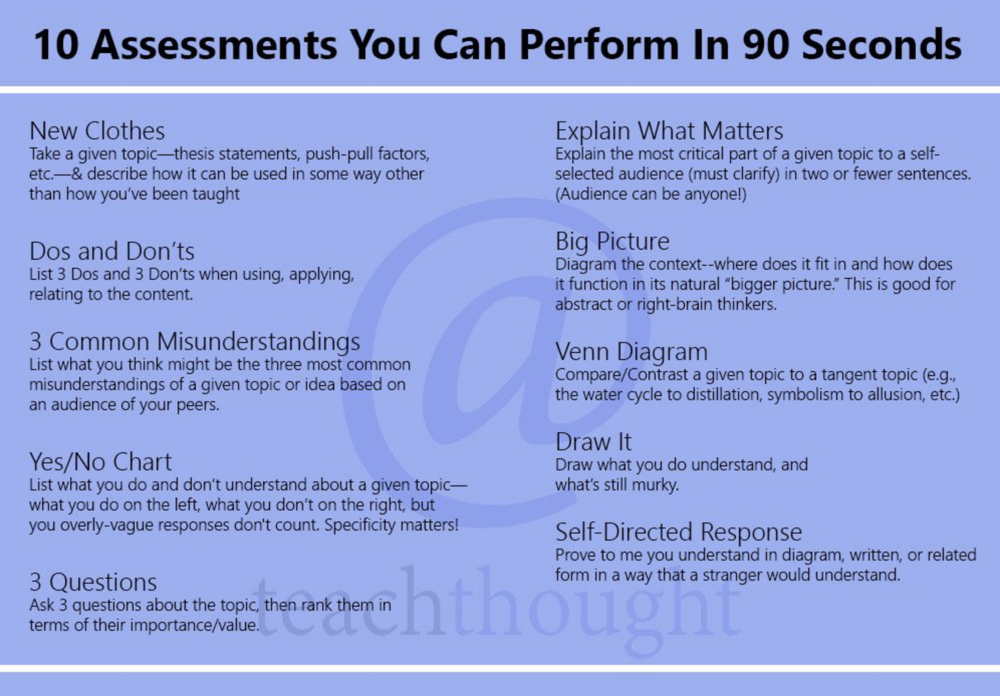 10 Assessments You Can Perform In 90 Seconds
New Clothes
Take a given topic—thesis statements, push-pull factors,
etc.—& describe how it can be used in some way other
than how you've been taught
Dos and Don'ts
List 3 Dos and 3 Don'ts when using, applying,
relating to the content.
3 Common Misunderstandings
List what you think might be the three most common
misunderstandings of a given topic or idea based on
an audience of your peers.
Yes/No Chart
List what you do and don't understand about a given topic—
what you do on the left, what you don't on the right, but
you overly-vague responses don't count. Specificity matters!
3 Questions
Ask 3 questions about the topic, then rank them in
terms of their importance/value.
Explain What Matters
Explain the most critical part of a given topic to a self-
selected audience (must clarify) in two or fewer sentences.
(Audience can be anyone!)
Big Picture
Diagram the context--where does it fit in and how does
it function in its natural "bigger picture." This is good for
abstract or right-brain thinkers.
Venn Diagram
Compare/Contrast a given topic to a tangent topic (e.g.,
the water cycle to distillation, symbolism to allusion, etc.)
Draw It
Draw what you do understand, and
what's still murky.
Self-Directed Response
Prove to me you understand in diagram, written, or related
form in a way that a stranger would understand.
@
teachthought